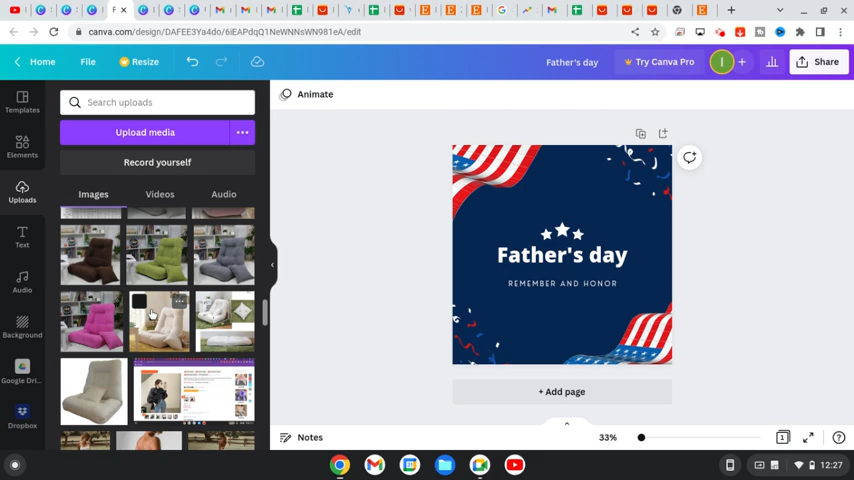 canva.com/design/DAFEE3Ya4do/6iEAPdqQ1NeWNNsWN981eA/edit
Home
File
Resize
Father's day
Try Canva Pro
I
Share
Templates
Elements
Uploads
Text
Audio
Background
Google Dri...
Dropbox
Search uploads
Upload media
Record yourself
Images
Videos
Audio
Animate
Father's day
REMEMBER AND HONOR
+ Add page
Notes
33%
1
12:27